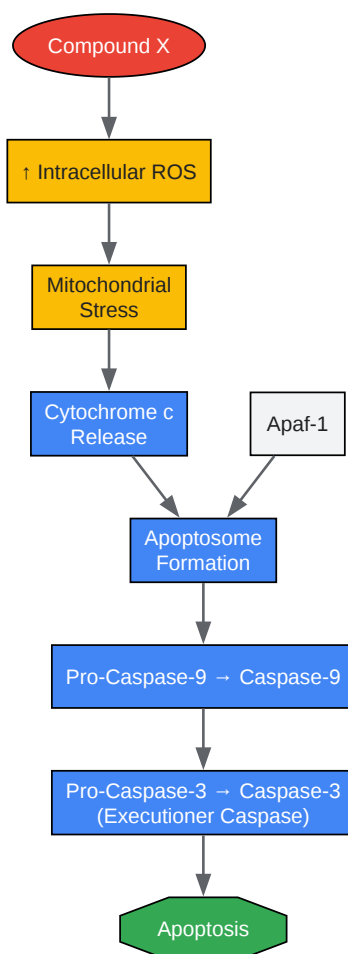 Compound X
↑ Intracellular ROS
Mitochondrial
Stress
Cytochrome c
Release
Apaf-1
Apoptosome
Formation
Pro-Caspase-9 → Caspase-9
Pro-Caspase-3 → Caspase-3
(Executioner Caspase)
Apoptosis